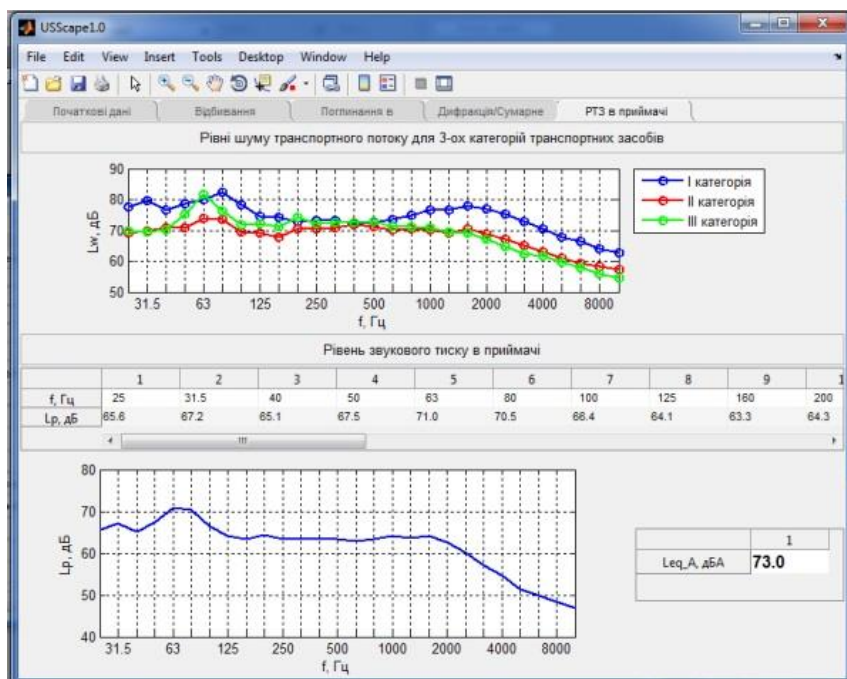 USScape1.0
File Edit View Insert Tools Desktop Window Help
Початкові дані Відбивання Поглинання в Дифракція/Сумарне РТЗ в приймачі
Рівні шуму транспортного потоку для 3-ох категорій транспортних засобів
90
80
70
60
50
Lw, дБ
31.5 63 125 250 500 1000 2000 4000 8000
f, Гц
I категорія
II категорія
III категорія
Рівень звукового тиску в приймачі
1 2 3 4 5 6 7 8 9 1
f, Гц 25 31.5 40 50 63 80 100 125 160 200
Lp, дБ 65.6 67.2 65.1 67.5 71.0 70.5 66.4 64.1 63.3 64.3
80
70
60
50
40
Lp, дБ
31.5 63 125 250 500 1000 2000 4000 8000
f, Гц
1
Leq_A, дБА 73.0